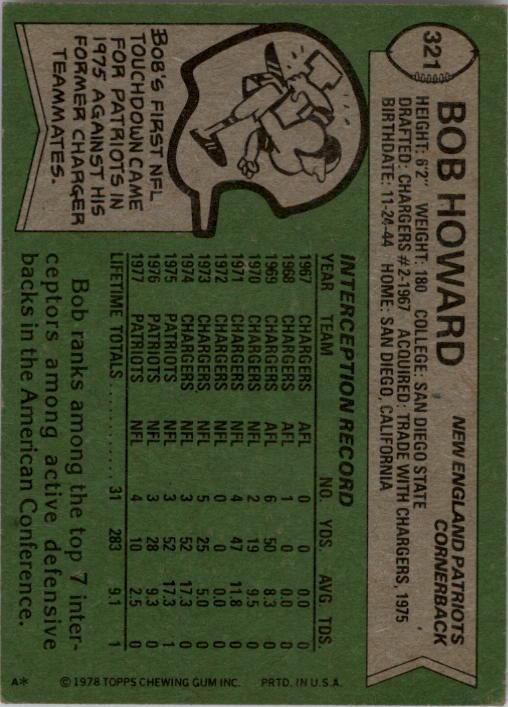 321
BOB HOWARD
NEW ENGLAND PATRIOTS
CORNERBACK
HEIGHT: 6'2" WEIGHT: 180 COLLEGE: SAN DIEGO STATE
DRAFTED: CHARGERS #2-1967 ACQUIRED: TRADE WITH CHARGERS, 1975
BIRTHDATE: 11-24-44 HOME: SAN DIEGO, CALIFORNIA
BOB'S FIRST NFL
TOUCHDOWN CAME
FOR PATRIOTS IN
1975 AGAINST HIS
FORMER CHARGER
TEAMMATES.
INTERCEPTION RECORD
YEAR TEAM NO. YDS. AVG TDS.
1967 CHARGERS AFL 0 0 0.0 0
1968 CHARGERS AFL 1 0 0.0 0
1969 CHARGERS AFL 6 50 8.3 0
1970 CHARGERS NFL 2 19 9.5 0
1971 CHARGERS NFL 4 47 11.8 0
1972 CHARGERS NFL 0 0 0.0 0
1973 CHARGERS NFL 5 25 5.0 0
1974 CHARGERS NFL 3 52 17.3 0
1975 PATRIOTS NFL 3 52 17.3 1
1976 PATRIOTS NFL 3 28 9.3 0
1977 PATRIOTS NFL 4 10 2.5 0
LIFETIME TOTALS.......... 31 283 9.1 1
Bob ranks among the top 7 inter-
ceptors among active defensive
backs in the American Conference.
A* © 1978 TOPPS CHEWING GUM INC. PRTD. IN U.S.A.